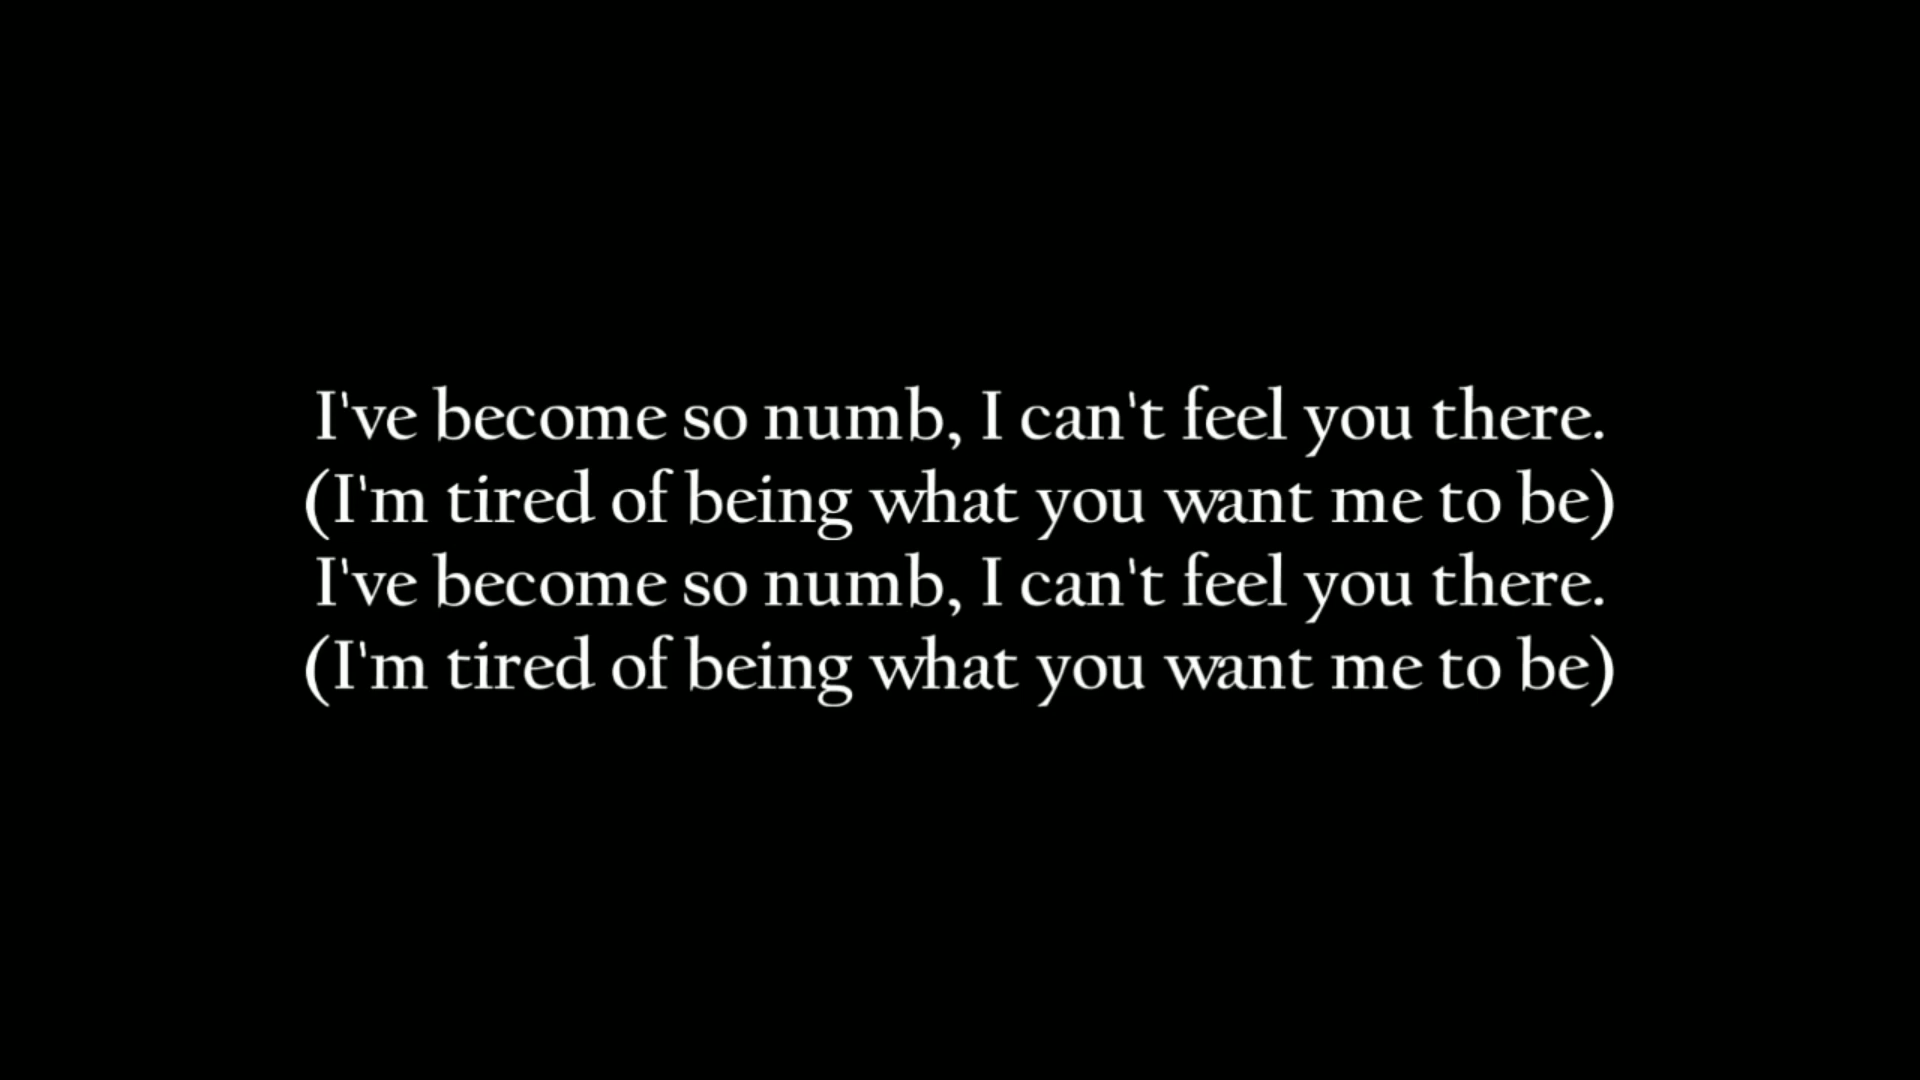 I've become so numb, I can't feel you there.
(I'm tired of being what you want me to be)
I've become so numb, I can't feel you there.
(I'm tired of being what you want me to be)